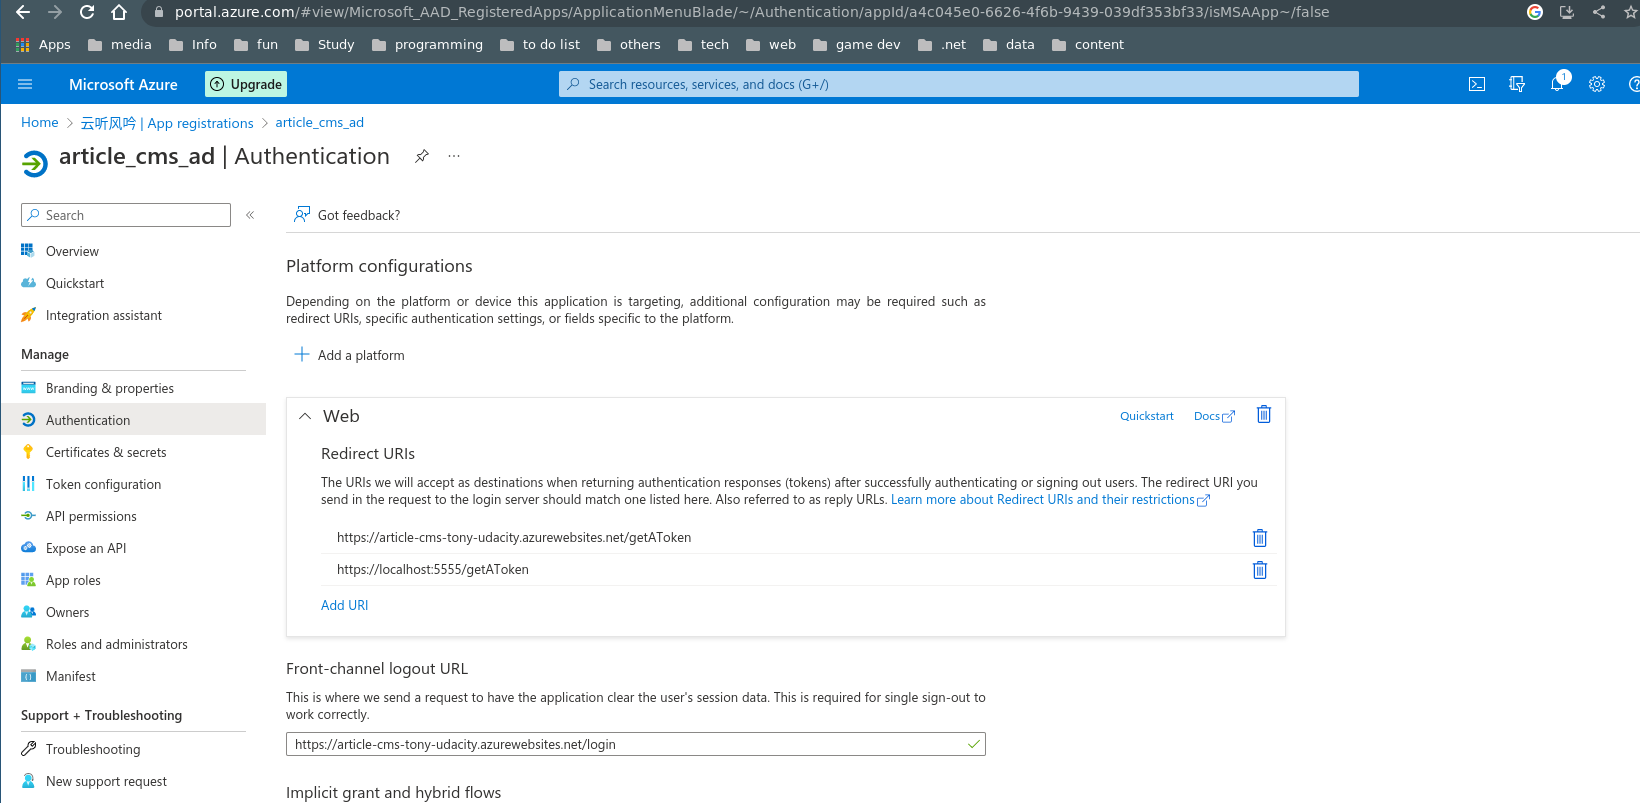 portal.azure.com/#view/Microsoft_AAD_RegisteredApps/ApplicationMenuBlade/~/Authentication/appId/a4c045e0-6626-4f6b-9439-039df353bf33/isMSAApp~/false
Apps media Info fun Study programming to do list others tech web game dev .net data content
Microsoft Azure Upgrade Search resources, services, and docs (G+/) 1
Home > 云听风吟 | App registrations > article_cms_ad
article_cms_ad | Authentication
Search
Got feedback?
Overview
Quickstart
Integration assistant
Manage
Branding & properties
Authentication
Certificates & secrets
Token configuration
API permissions
Expose an API
App roles
Owners
Roles and administrators
Manifest
Support + Troubleshooting
Troubleshooting
New support request
Platform configurations
Depending on the platform or device this application is targeting, additional configuration may be required such as
redirect URIs, specific authentication settings, or fields specific to the platform.
Add a platform
Web Quickstart Docs
Redirect URIs
The URIs we will accept as destinations when returning authentication responses (tokens) after successfully authenticating or signing out users. The redirect URI you
send in the request to the login server should match one listed here. Also referred to as reply URLs. Learn more about Redirect URIs and their restrictions
https://article-cms-tony-udacity.azurewebsites.net/getAToken
https://localhost:5555/getAToken
Add URI
Front-channel logout URL
This is where we send a request to have the application clear the user's session data. This is required for single sign-out to
work correctly.
https://article-cms-tony-udacity.azurewebsites.net/login
Implicit grant and hybrid flows